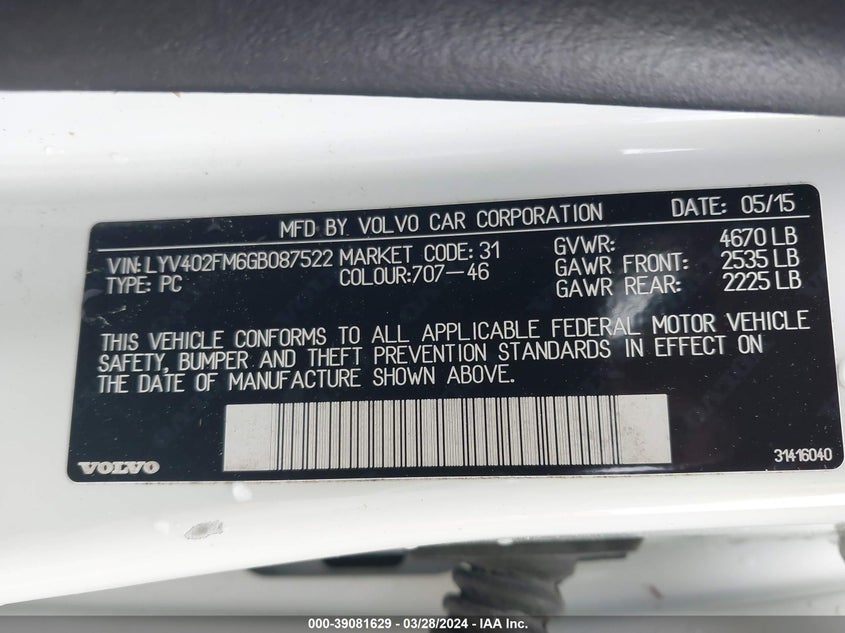 MFD BY VOLVO CAR CORPORATION DATE: 05/15
VIN:LYV402FM6GB087522 MARKET CODE: 31 GVWR: 4670 LB
TYPE: PC COLOUR:707-46 GAWR FRONT: 2535 LB
GAWR REAR: 2225 LB
THIS VEHICLE CONFORMS TO ALL APPLICABLE FEDERAL MOTOR VEHICLE
SAFETY, BUMPER AND THEFT PREVENTION STANDARDS IN EFFECT ON
THE DATE OF MANUFACTURE SHOWN ABOVE.
VOLVO 31416040
000-39081629 - 03/28/2024 - IAA Inc.